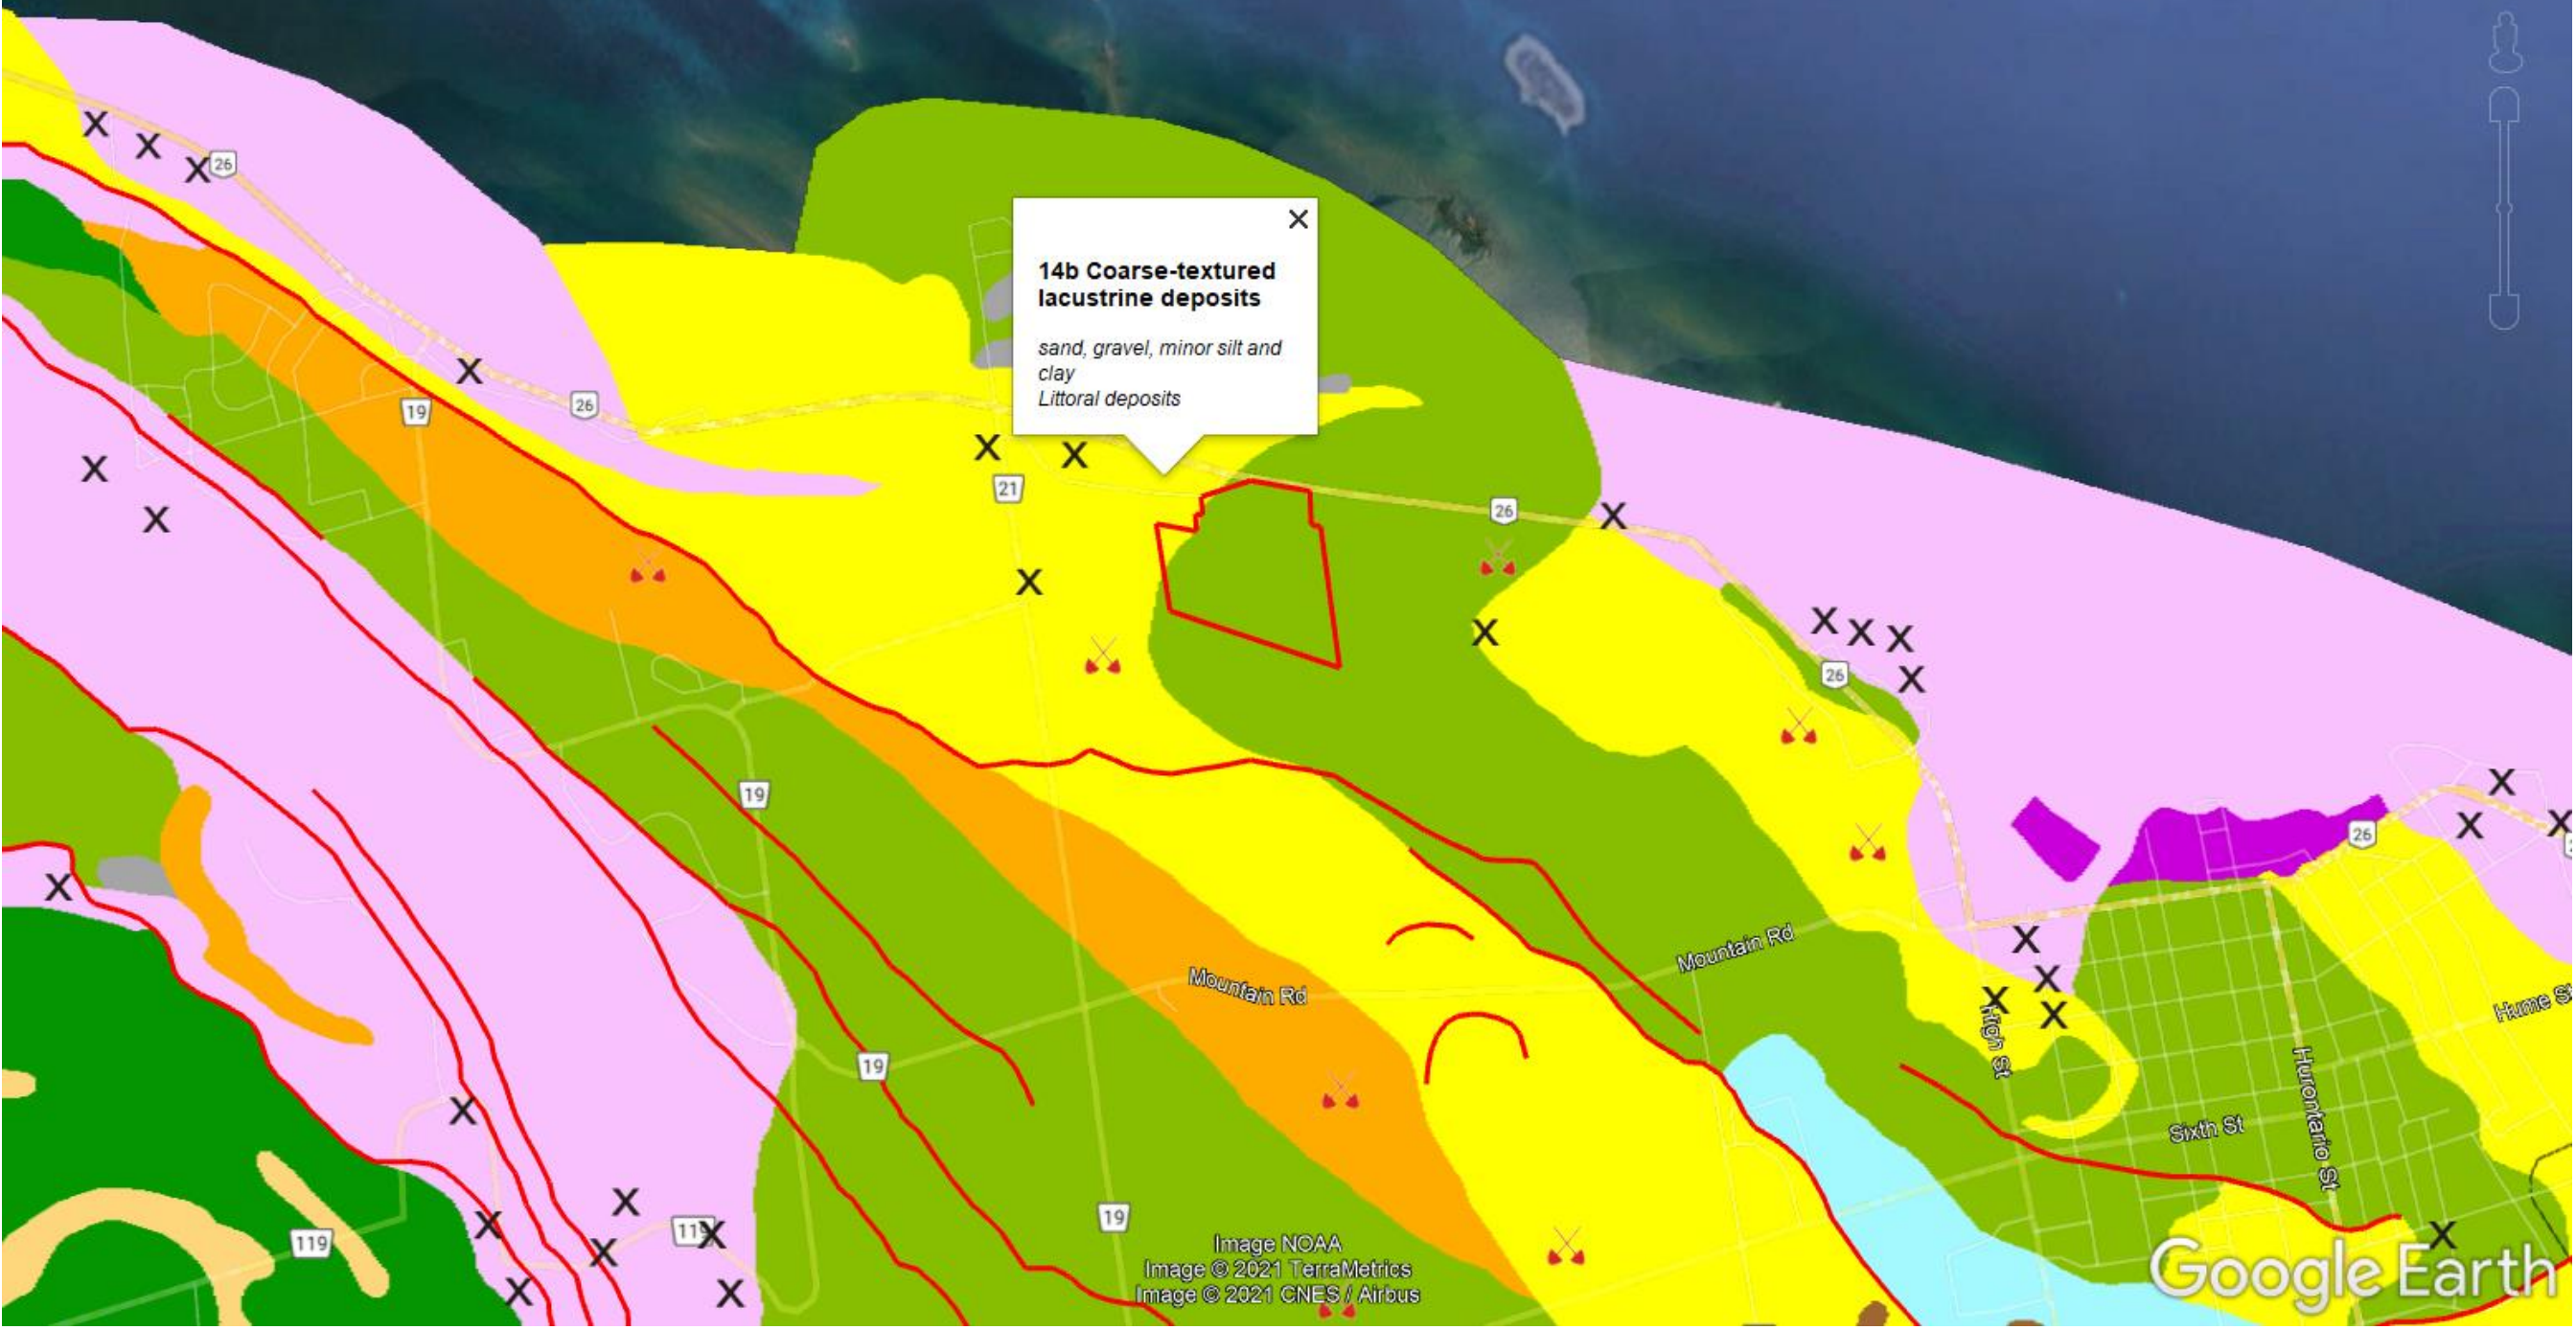 26
14b Coarse-textured
lacustrine deposits
sand, gravel, minor silt and
clay
Littoral deposits
19
26
21
26
26
19
26
Mountain Rd
Mountain Rd
Hume St
High St
Hurontario St
19
Sixth St
19
119
119
Image NOAA
Image © 2021 TerraMetrics
Image © 2021 CNES / Airbus
Google Earth